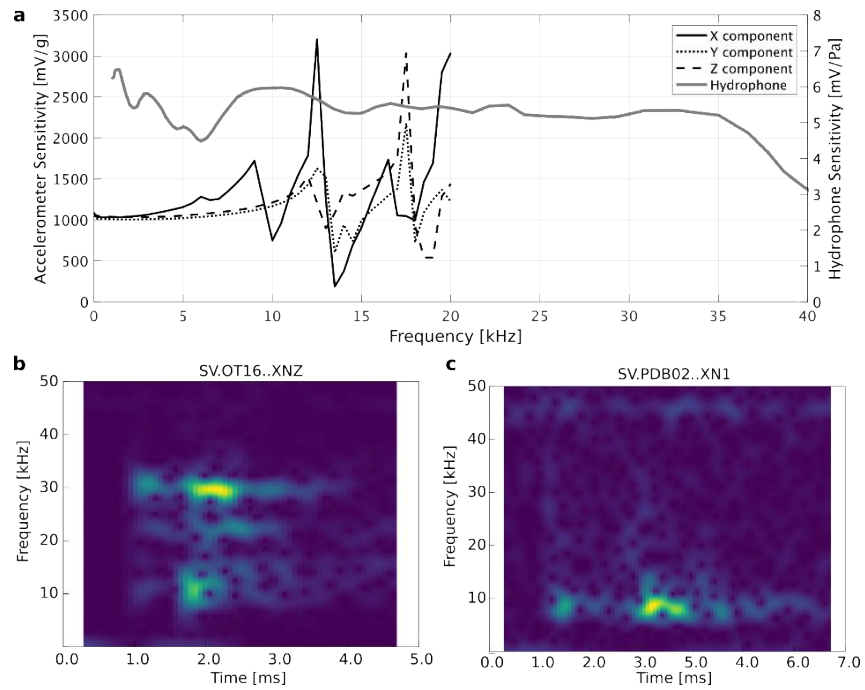 a
3500
3000
2500
2000
1500
1000
500
0
Accelerometer Sensitivity [mV/g]
X component
Y component
Z component
Hydrophone
8
7
6
5
4
3
2
1
0
Hydrophone Sensitivity [mV/Pa]
0 5 10 15 20 25 30 35 40
Frequency [kHz]
b
SV.OT16..XNZ
50
40
30
20
10
Frequency [kHz]
0.0 1.0 2.0 3.0 4.0 5.0
Time [ms]
c
SV.PDB02..XN1
50
40
30
20
10
Frequency [kHz]
0.0 1.0 2.0 3.0 4.0 5.0 6.0 7.0
Time [ms]